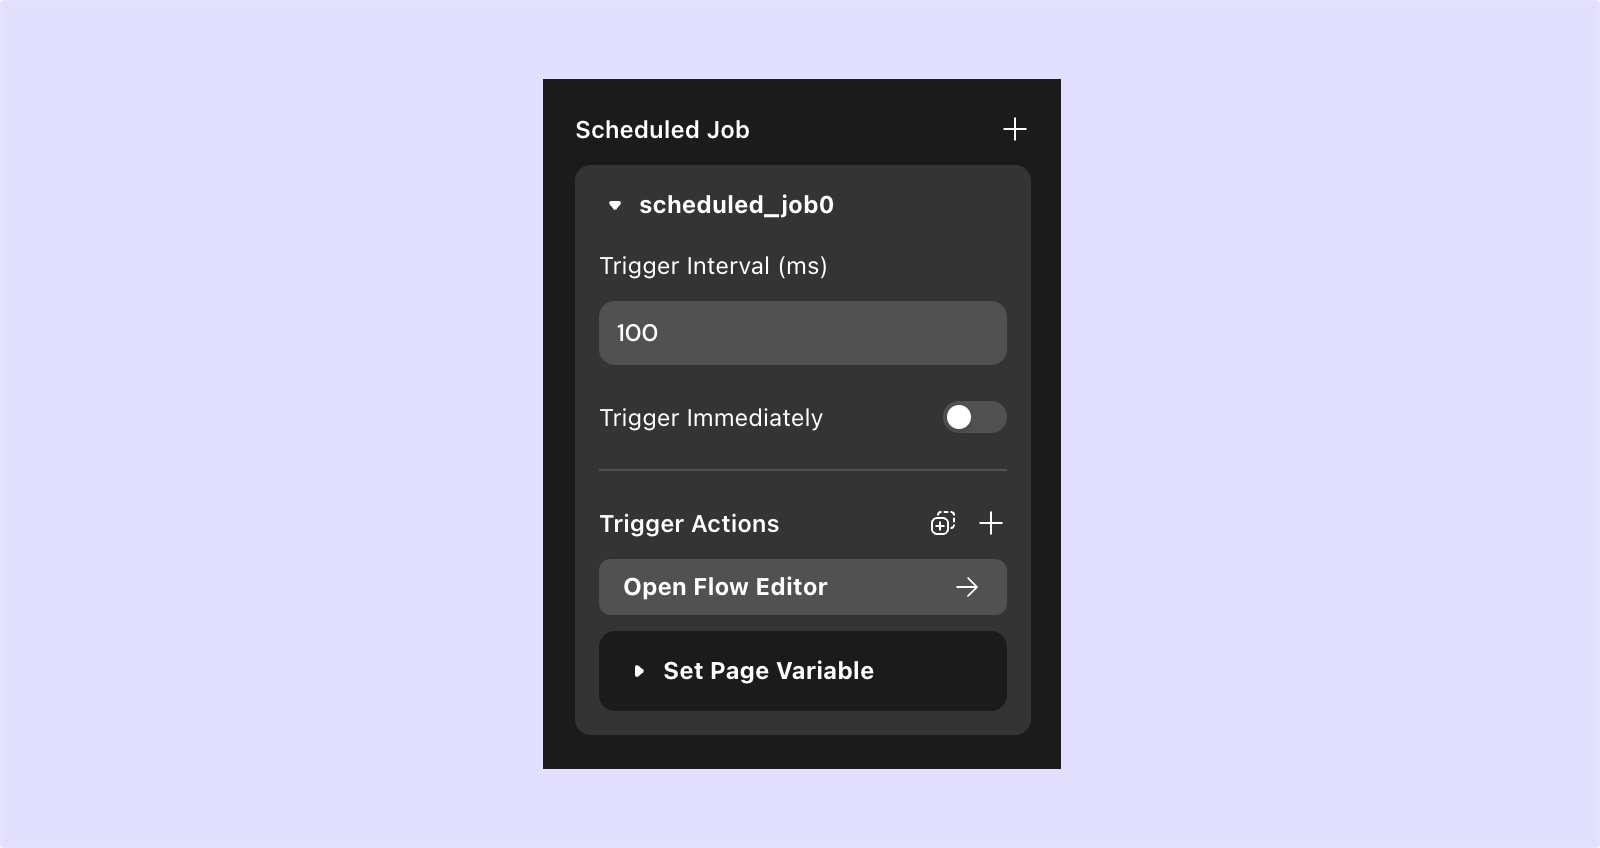 Scheduled Job
scheduled_job0
Trigger Interval (ms)
100
Trigger Immediately
Trigger Actions
Open Flow Editor
Set Page Variable